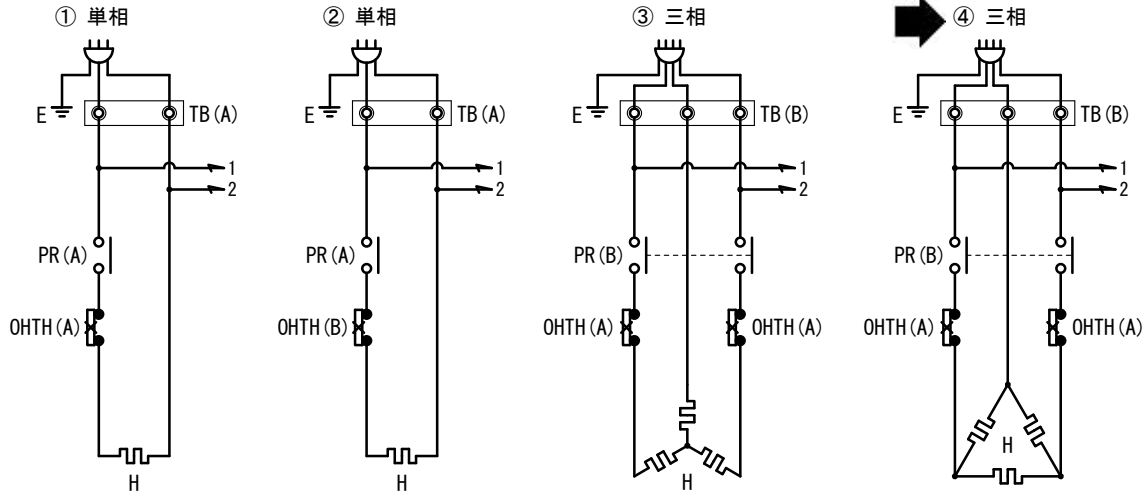 ① 単相
② 単相
③ 三相
④ 三相
E
TB(A)
E
TB(A)
E
TB(B)
E
TB(B)
1
2
1
2
1
2
1
2
PR(A)
PR(A)
PR(B)
PR(B)
OHTH(A)
OHTH(B)
OHTH(A)
OHTH(A)
OHTH(A)
OHTH(A)
H
H
H
H